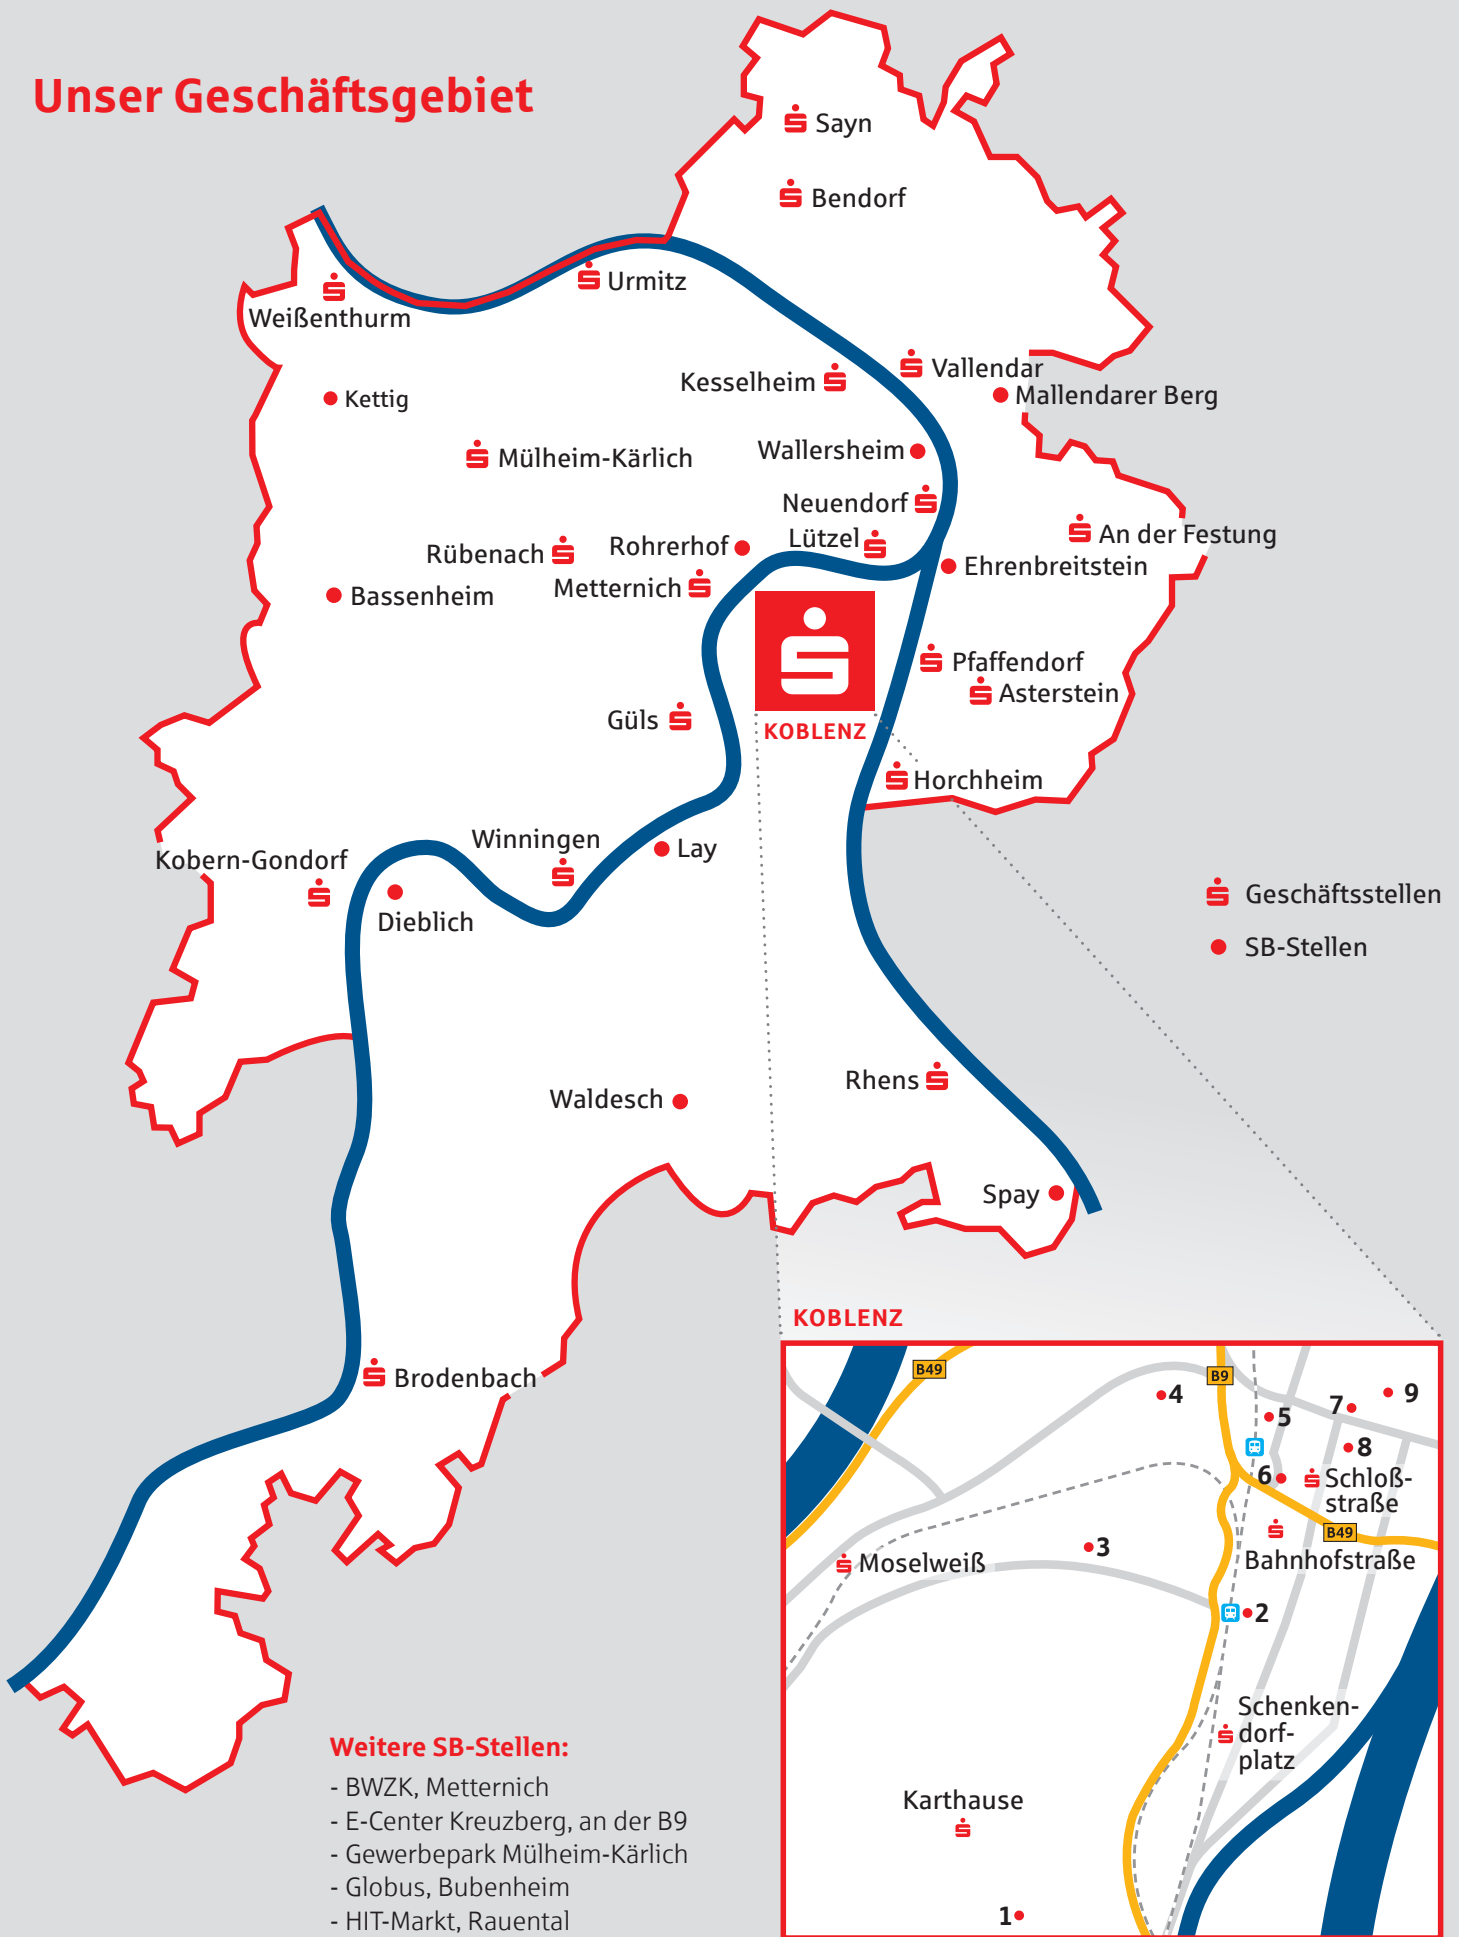 Unser Geschäftsgebiet
Sayn
Bendorf
Urmitz
Weißenthurm
Vallendar
Kesselheim
Mallendarer Berg
Kettig
Wallersheim
Mülheim-Kärlich
Neuendorf
An der Festung
Lützel
Rohrerhof
Rübenach
Ehrenbreitstein
Metternich
Bassenheim
Pfaffendorf
Asterstein
Güls
KOBLENZ
Horchheim
Winningen
Lay
Kobern-Gondorf
Dieblich
Geschäftsstellen
SB-Stellen
Rhens
Waldesch
Spay
Brodenbach
KOBLENZ
B49
B9
4
5
7
9
8
6
Schloß-
straße
B49
Bahnhofstraße
3
Moselweiß
2
Schenken-
dorf-
platz
Karthause
1
Weitere SB-Stellen:
- BWZK, Metternich
- E-Center Kreuzberg, an der B9
- Gewerbepark Mülheim-Kärlich
- Globus, Bubenheim
- HIT-Markt, Rauental